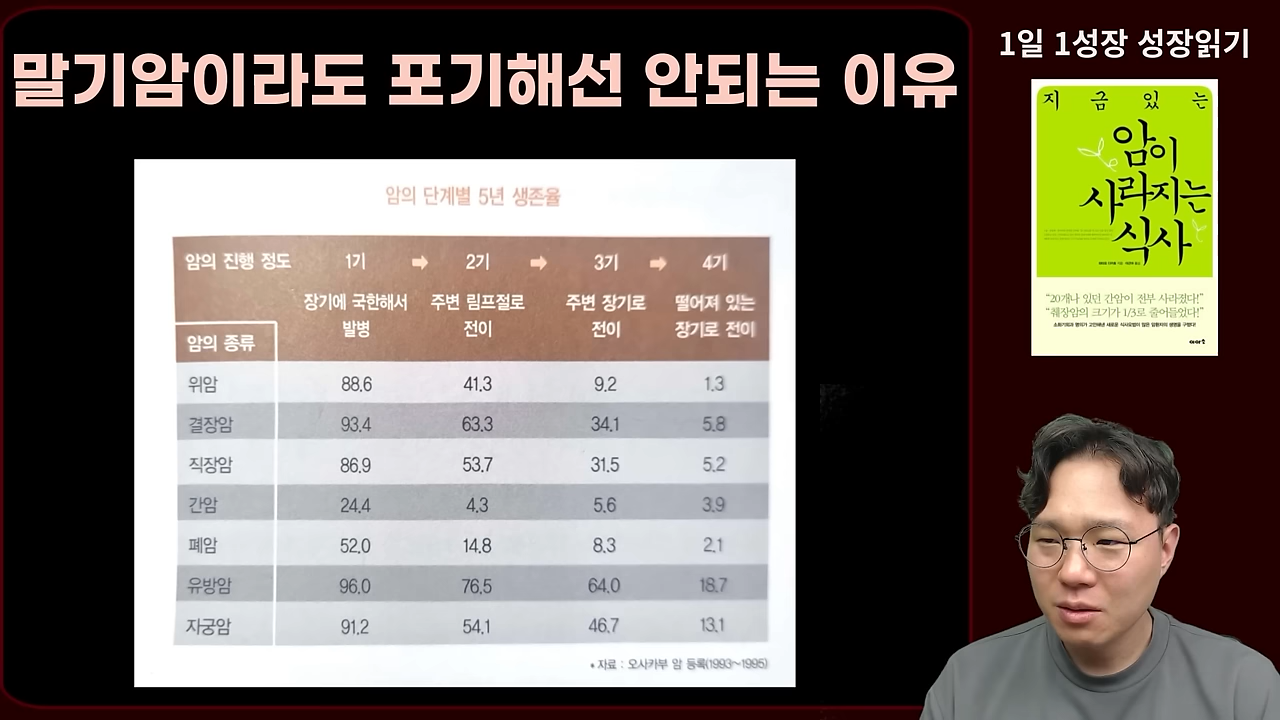 말기암이라도 포기해선 안되는 이유
1일 1성장 성장읽기
지금있는
암이
사라지는
식사
“20개나 있던 간암이 전부 사라졌다!”
“췌장암의 크기가 1/3로 줄어들었다!”
암의 단계별 5년 생존율
암의 진행 정도 1기 ➡ 2기 ➡ 3기 ➡ 4기
장기에 국한해서 주변 림프절로 주변 장기로 떨어져 있는
발병 전이 전이 장기로 전이
암의 종류
위암 88.6 41.3 9.2 1.3
결장암 93.4 63.3 34.1 5.8
직장암 86.9 53.7 31.5 5.2
간암 24.4 4.3 5.6 3.9
폐암 52.0 14.8 8.3 2.1
유방암 96.0 76.5 64.0 18.7
자궁암 91.2 54.1 46.7 13.1
* 자료 : 오사카부 암 등록(1993~1995)